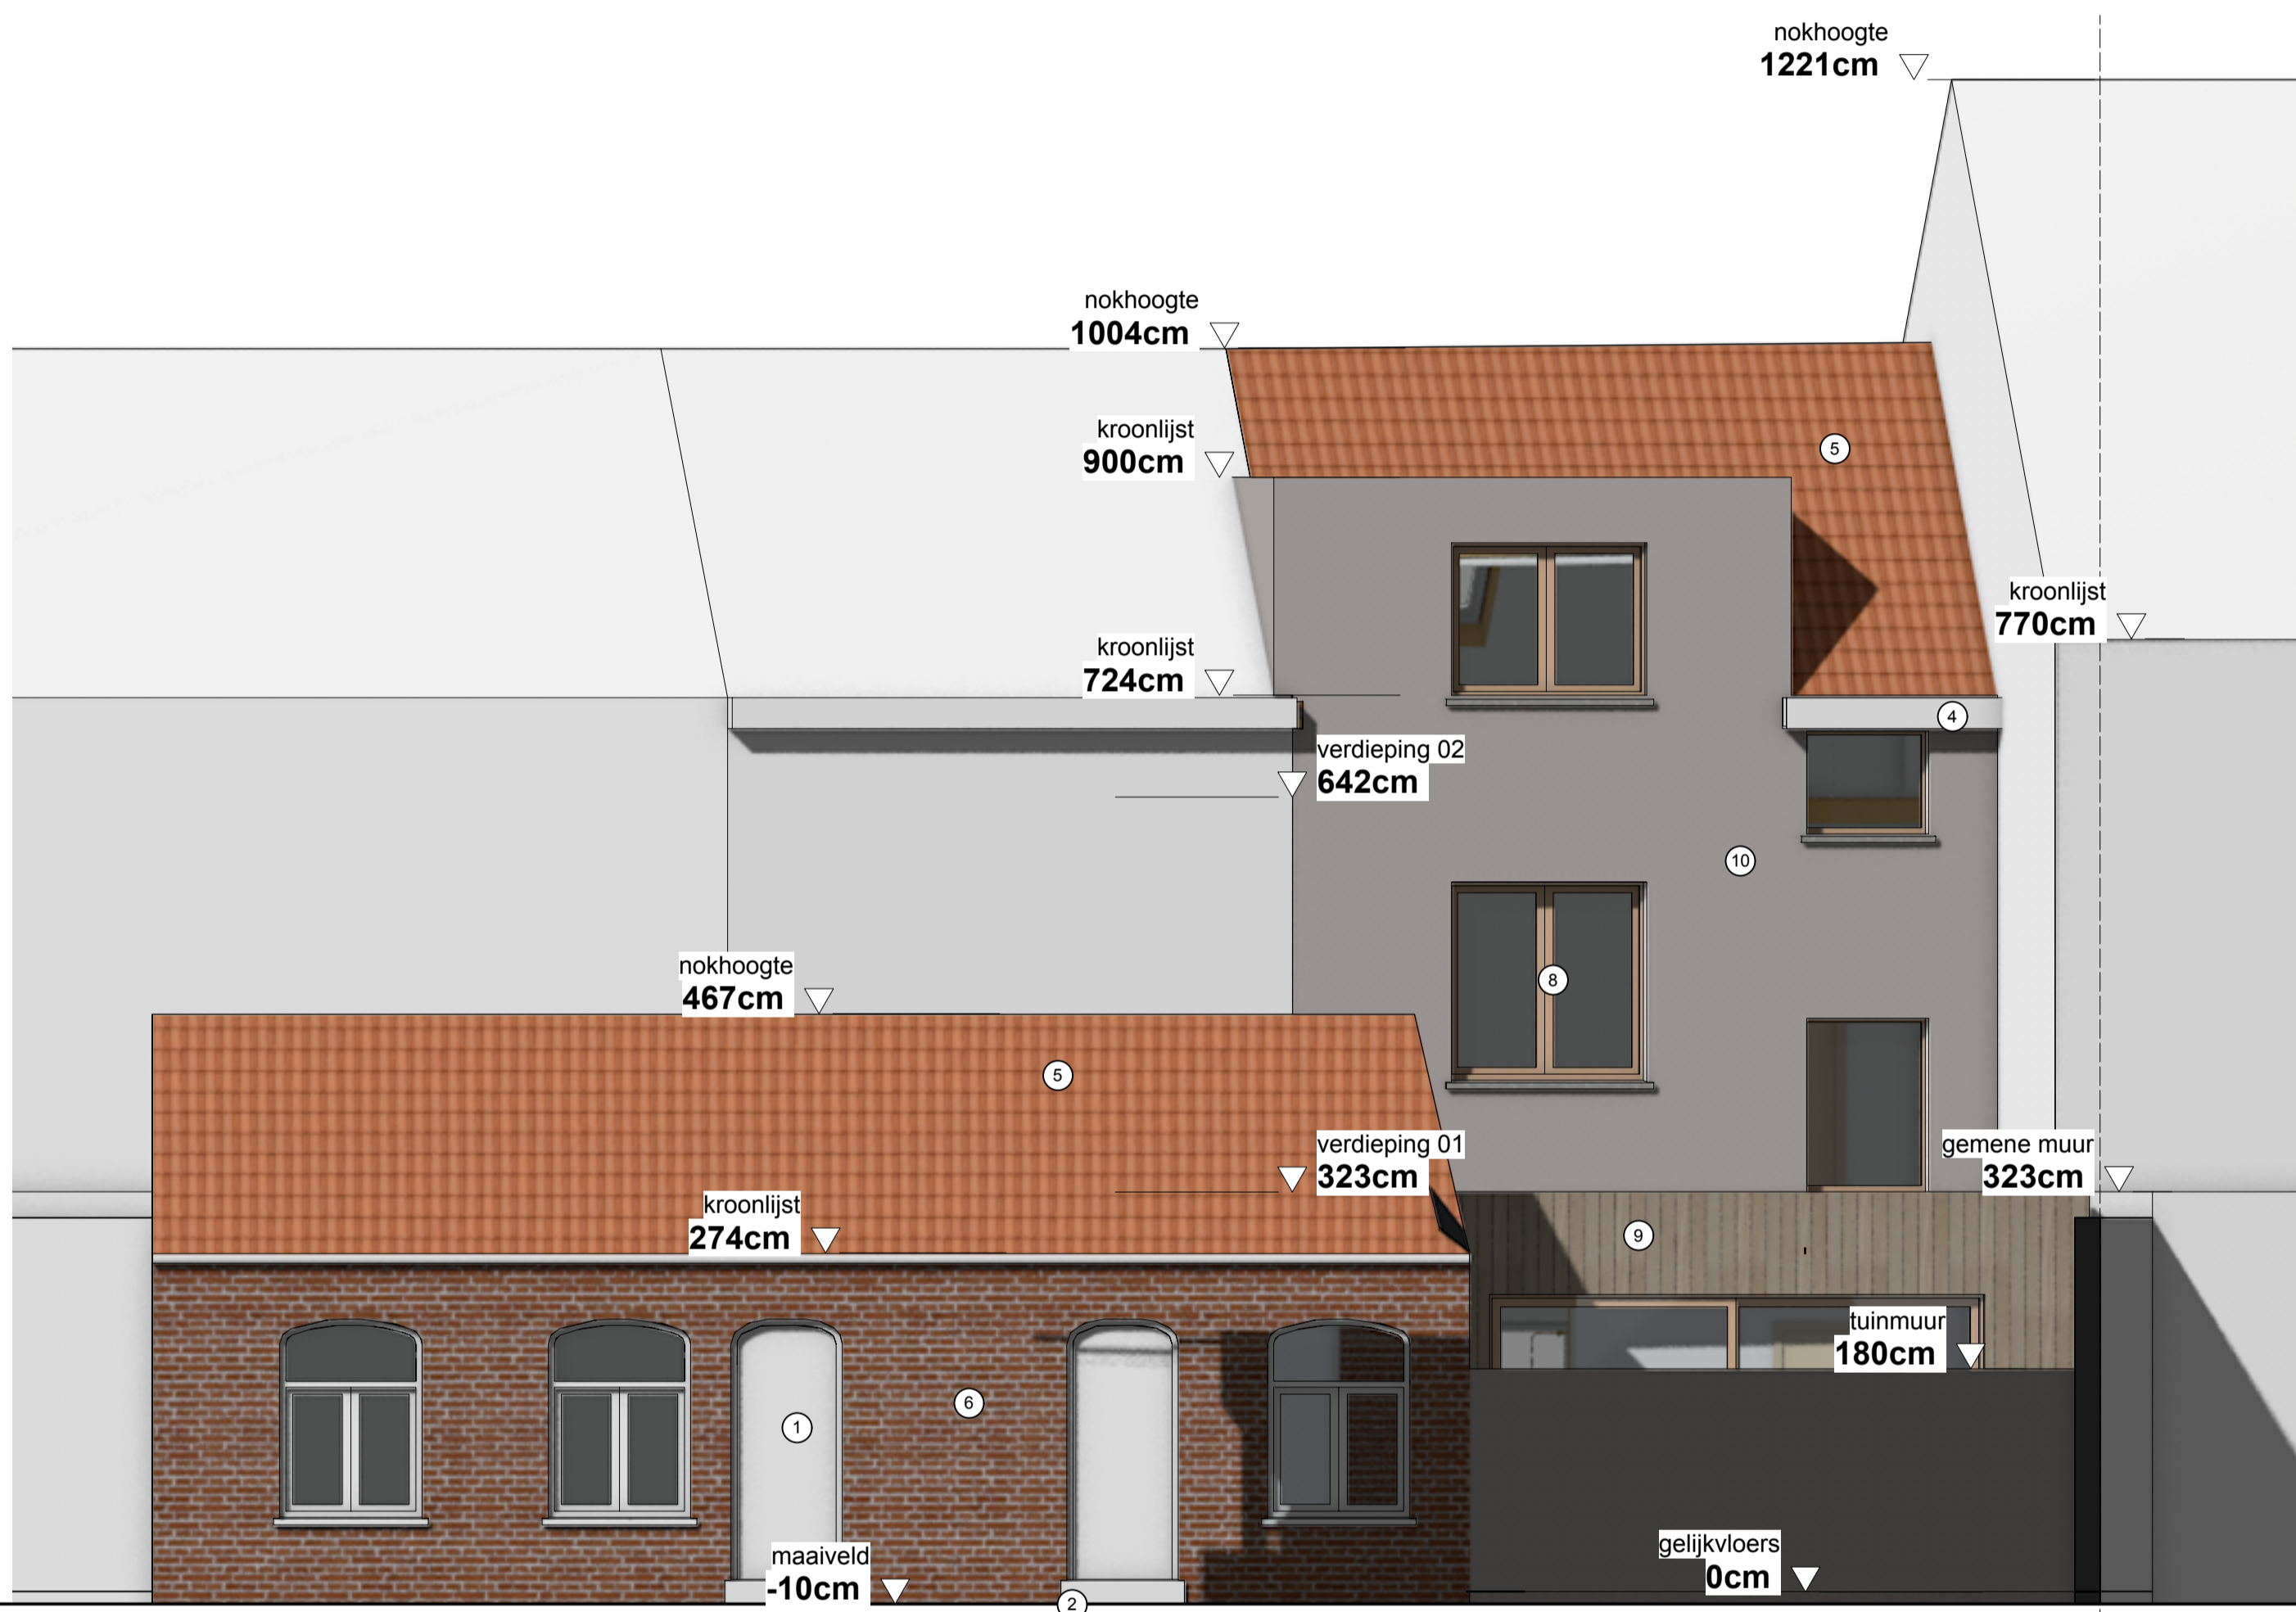 nokhoogte
1221cm
nokhoogte
1004cm
kroonlijst
900cm
5
kroonlijst
770cm
kroonlijst
724cm
4
verdieping 02
642cm
10
nokhoogte
467cm
8
5
verdieping 01
323cm
gemene muur
323cm
kroonlijst
274cm
9
tuinmuur
180cm
6
1
maaiveld
-10cm
gelijkvloers
0cm
2